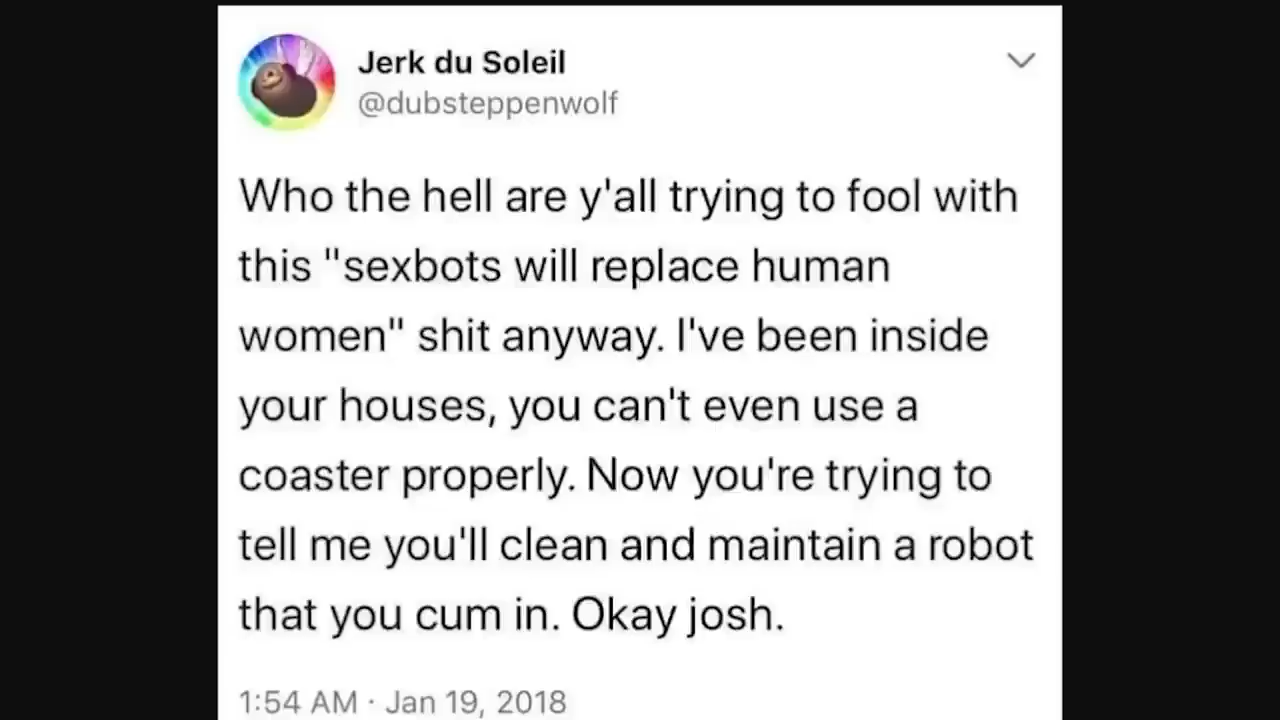 Jerk du Soleil
@dubsteppenwolf
Who the hell are y'all trying to fool with
this "sexbots will replace human
women" shit anyway. I've been inside
your houses, you can't even use a
coaster properly. Now you're trying to
tell me you'll clean and maintain a robot
that you cum in. Okay josh.
1:54 AM · Jan 19, 2018